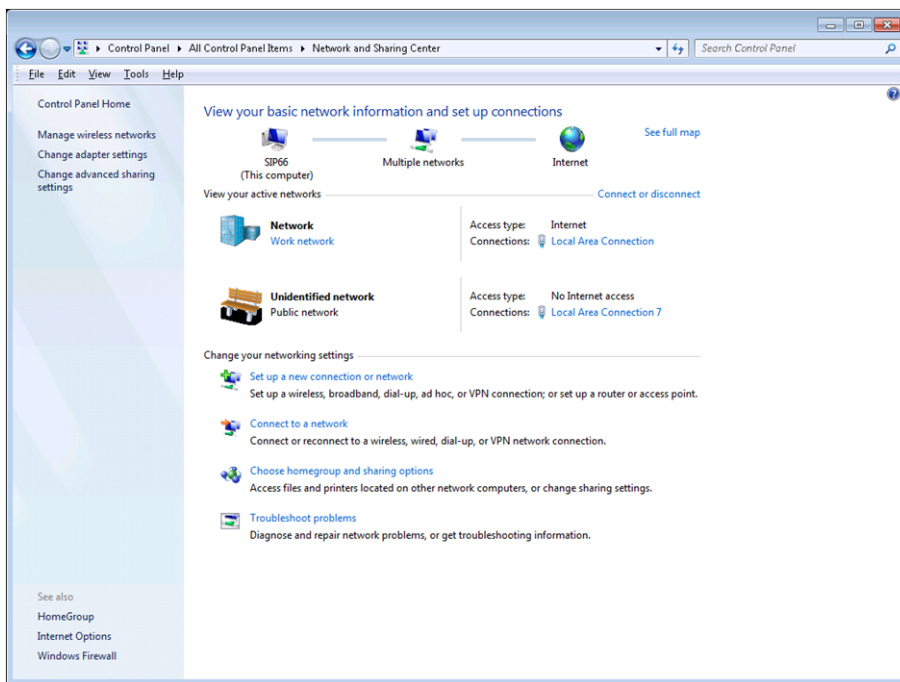 Control Panel ▸ All Control Panel Items ▸ Network and Sharing Center
Search Control Panel
File Edit View Tools Help
Control Panel Home
Manage wireless networks
Change adapter settings
Change advanced sharing
settings
See also
HomeGroup
Internet Options
Windows Firewall
View your basic network information and set up connections
See full map
SIP66
(This computer)
Multiple networks
Internet
View your active networks
Connect or disconnect
Network
Work network
Access type: Internet
Connections: Local Area Connection
Unidentified network
Public network
Access type: No Internet access
Connections: Local Area Connection 7
Change your networking settings
Set up a new connection or network
Set up a wireless, broadband, dial-up, ad hoc, or VPN connection; or set up a router or access point.
Connect to a network
Connect or reconnect to a wireless, wired, dial-up, or VPN network connection.
Choose homegroup and sharing options
Access files and printers located on other network computers, or change sharing settings.
Troubleshoot problems
Diagnose and repair network problems, or get troubleshooting information.